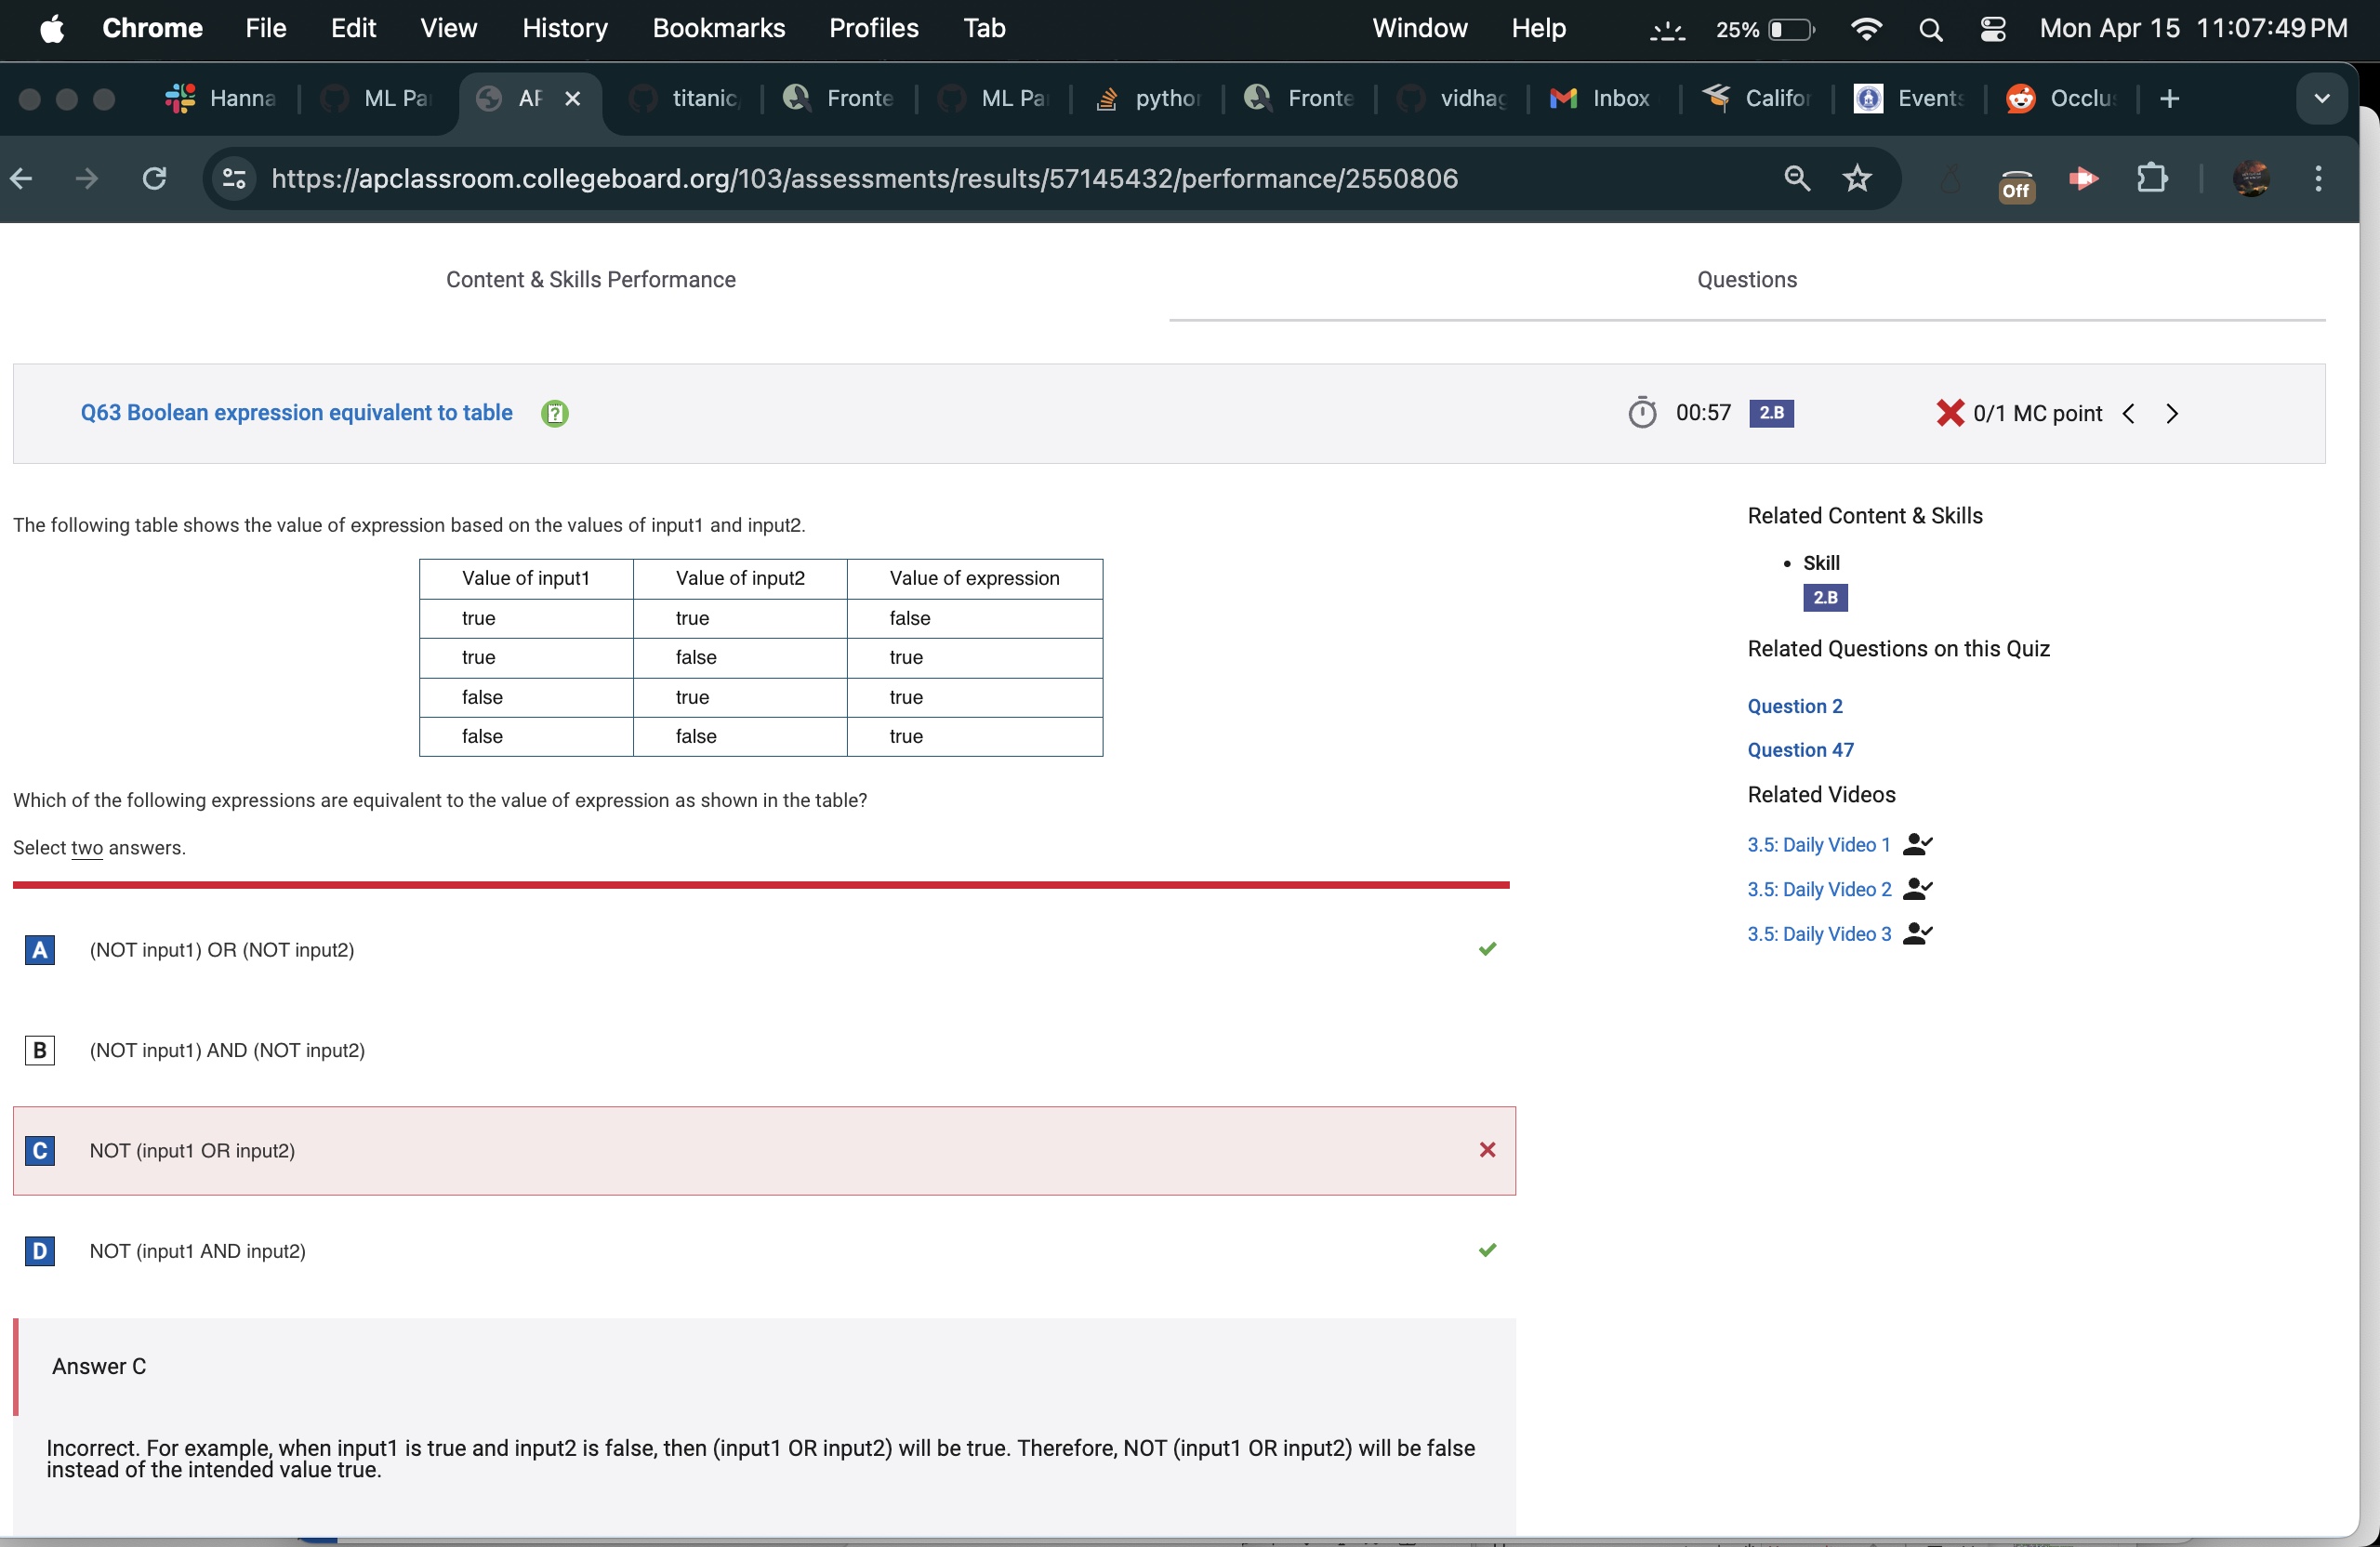 Chrome File Edit View History Bookmarks Profiles Tab Window Help 25% Mon Apr 15 11:07:49 PM
Hanna ML Pa AP titanic, Fronte ML Pa python Fronte vidhag Inbox Califor Events Occlus
https://apclassroom.collegeboard.org/103/assessments/results/57145432/performance/2550806 Off
Content & Skills Performance Questions
Q63 Boolean expression equivalent to table 00:57 2.B 0/1 MC point
The following table shows the value of expression based on the values of input1 and input2.
Value of input1 Value of input2 Value of expression
true true false
true false true
false true true
false false true
Which of the following expressions are equivalent to the value of expression as shown in the table?
Select two answers.
A (NOT input1) OR (NOT input2)
B (NOT input1) AND (NOT input2)
C NOT (input1 OR input2)
D NOT (input1 AND input2)
Answer C
Incorrect. For example, when input1 is true and input2 is false, then (input1 OR input2) will be true. Therefore, NOT (input1 OR input2) will be false
instead of the intended value true.
Related Content & Skills
Skill
2.B
Related Questions on this Quiz
Question 2
Question 47
Related Videos
3.5: Daily Video 1
3.5: Daily Video 2
3.5: Daily Video 3